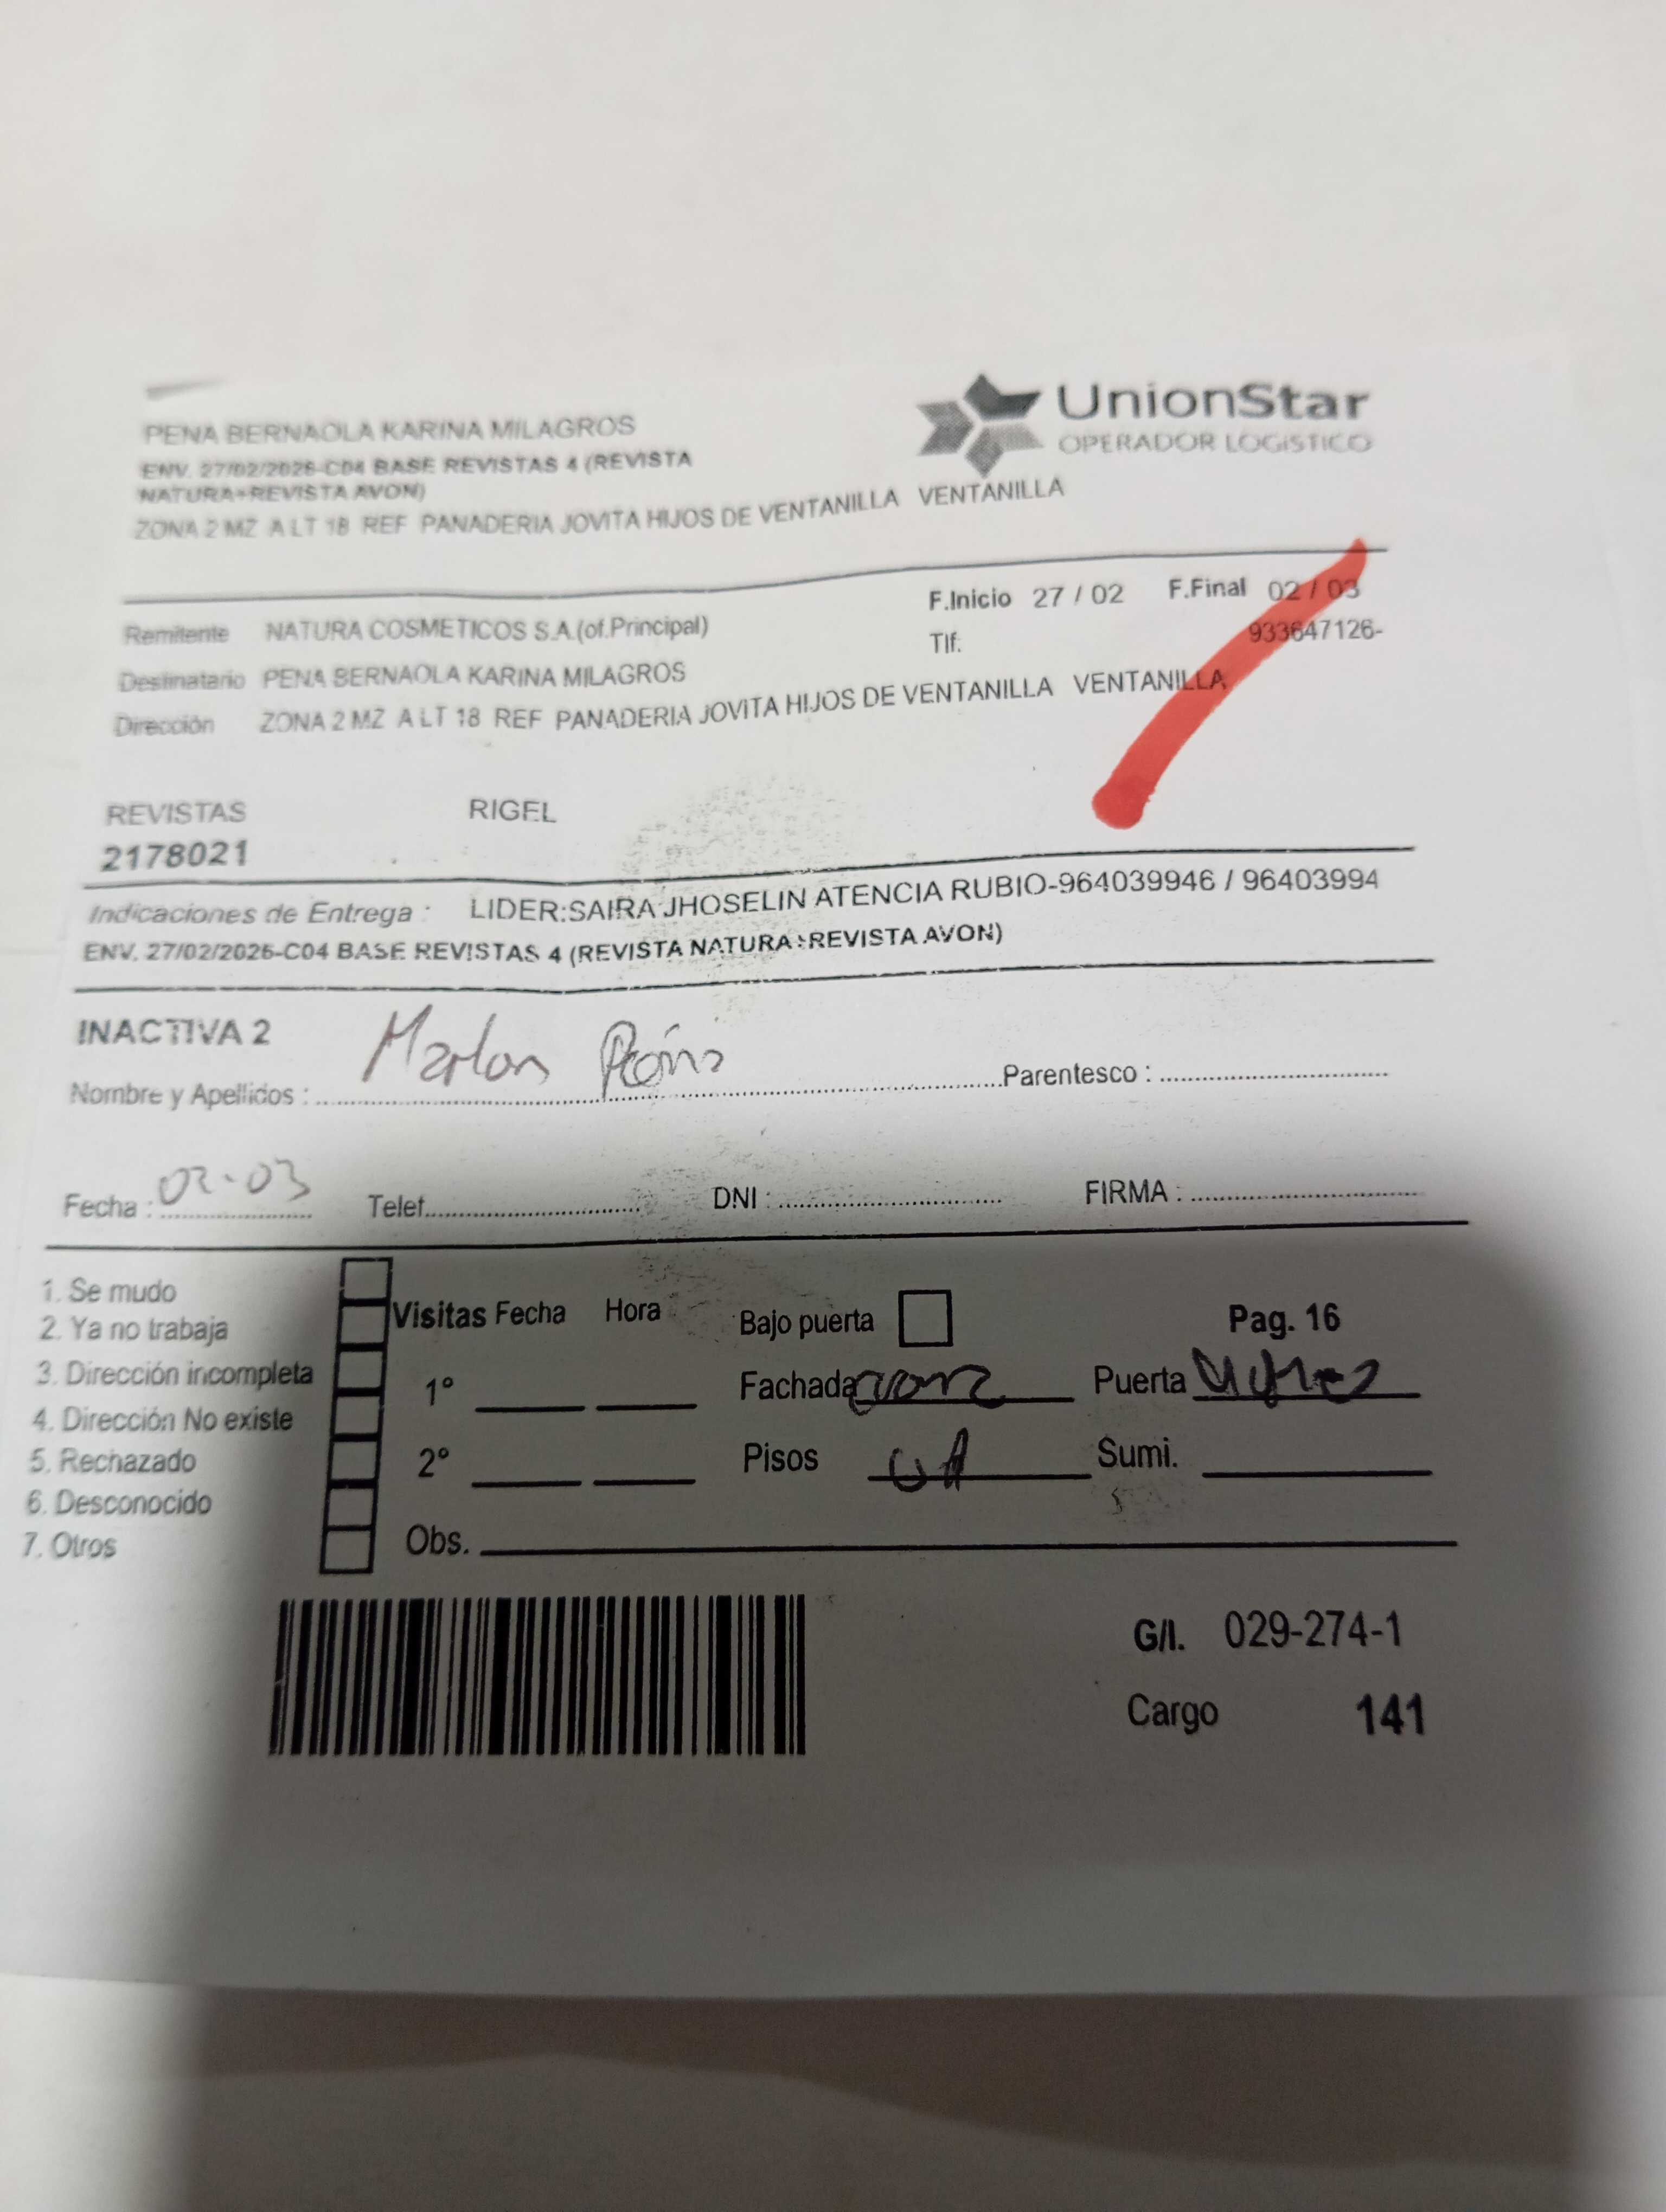 PENA BERNAOLA KARINA MILAGROS
ENV. 27/02/2026-C04 BASE REVISTAS 4 (REVISTA
NATURA+REVISTA AVON)
ZONA 2 MZ A LT 18 REF PANADERIA JOVITA HIJOS DE VENTANILLA VENTANILLA
UnionStar
OPERADOR LOGISTICO
F.Inicio 27 / 02 F.Final 02 / 03
Remitente NATURA COSMETICOS S.A.(of.Principal)
Tlf. 933647126-
Destinatario PENA BERNAOLA KARINA MILAGROS
Dirección ZONA 2 MZ A LT 18 REF PANADERIA JOVITA HIJOS DE VENTANILLA VENTANILLA
REVISTAS RIGEL
2178021
Indicaciones de Entrega : LIDER:SAIRA JHOSELIN ATENCIA RUBIO-964039946 / 96403994
ENV. 27/02/2026-C04 BASE REVISTAS 4 (REVISTA NATURA+REVISTA AVON)
INACTIVA 2
Nombre y Apellidos : Marlon Parentesco :
Fecha : 02-03 Telef. DNI : FIRMA :
1. Se mudo
2. Ya no trabaja
3. Dirección incompleta
4. Dirección No existe
5. Rechazado
6. Desconocido
7. Otros
Visitas Fecha Hora
1°
2°
Obs.
Bajo puerta
Fachada
Pisos
Pag. 16
Puerta
Sumi.
G/I. 029-274-1
Cargo 141